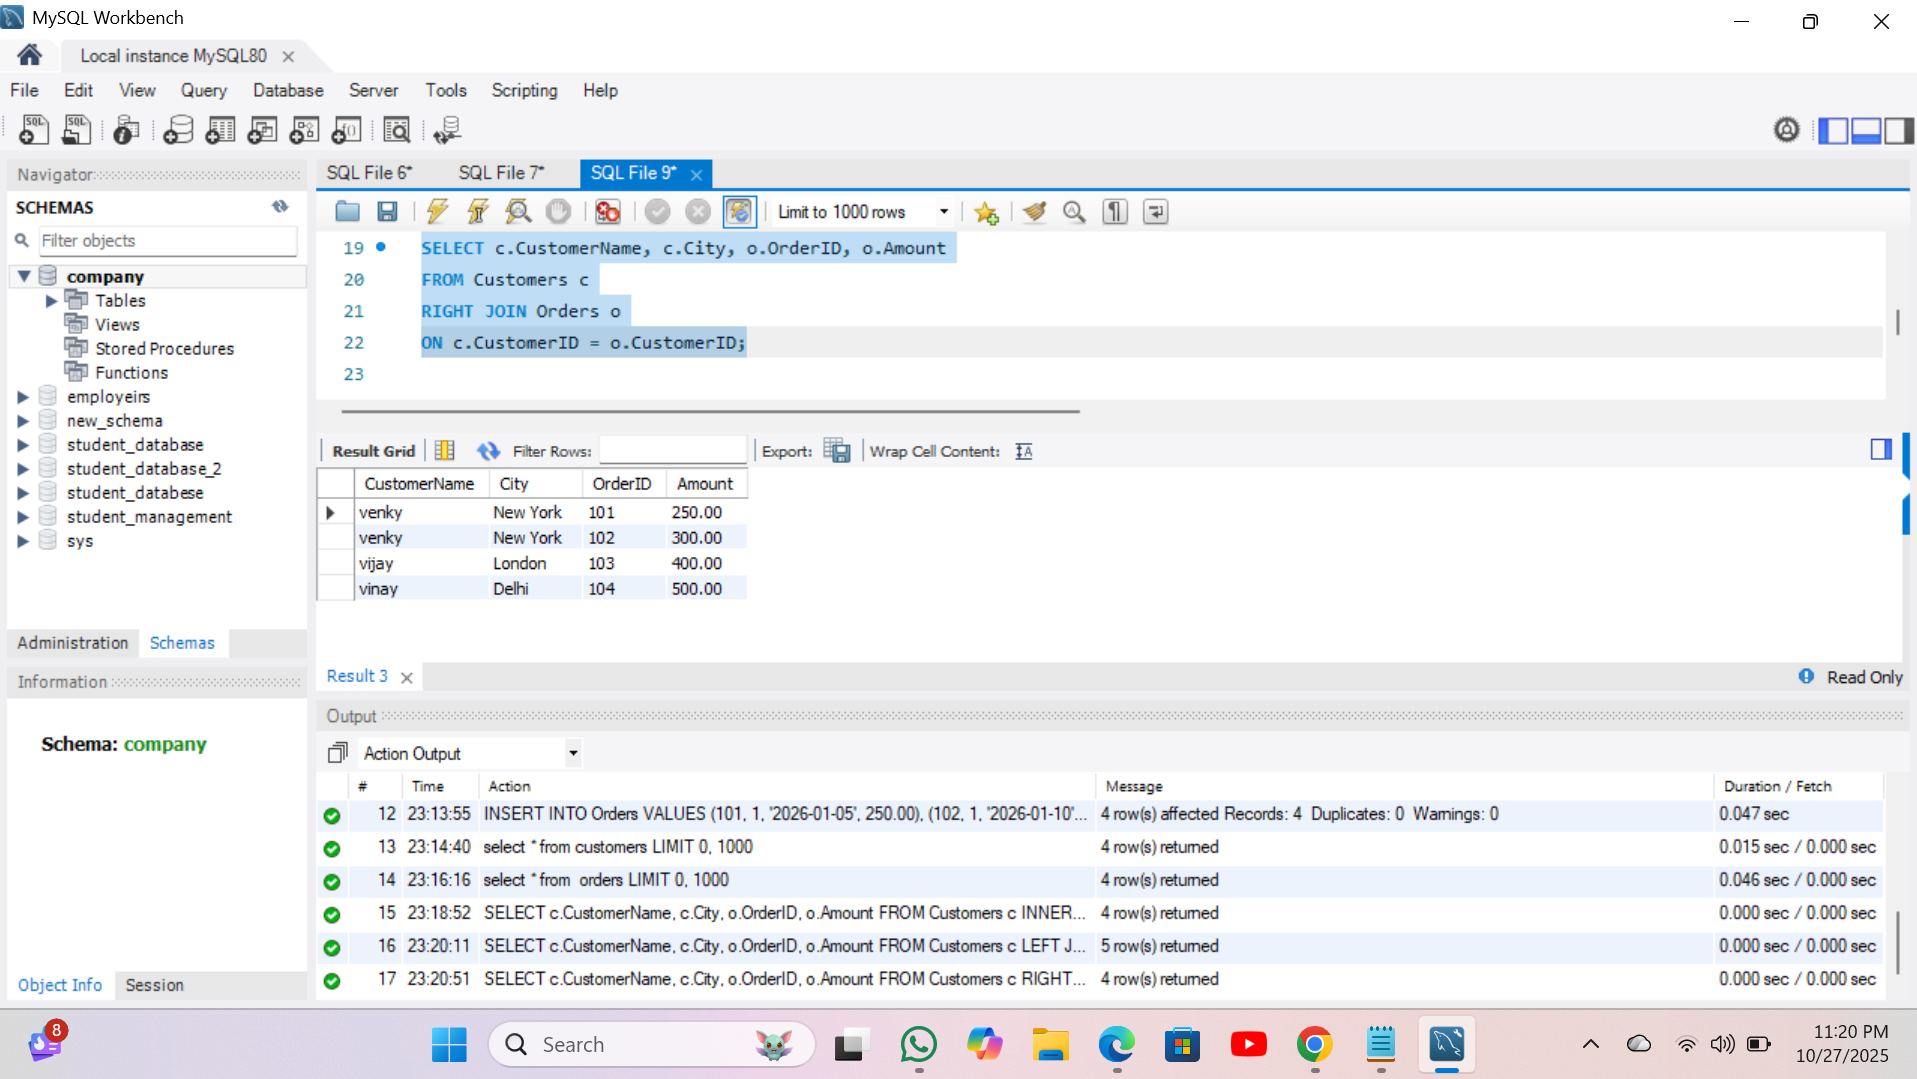 MySQL Workbench
Local instance MySQL80
File Edit View Query Database Server Tools Scripting Help
SQL SQL
Navigator
SCHEMAS
Filter objects
company
Tables
Views
Stored Procedures
Functions
employeirs
new_schema
student_database
student_database_2
student_databese
student_management
sys
Administration Schemas
Information
Schema: company
Object Info Session
SQL File 6* SQL File 7* SQL File 9*
Limit to 1000 rows
19 SELECT c.CustomerName, c.City, o.OrderID, o.Amount
20 FROM Customers c
21 RIGHT JOIN Orders o
22 ON c.CustomerID = o.CustomerID;
23
Result Grid Filter Rows: Export: Wrap Cell Content:
CustomerName City OrderID Amount
venky New York 101 250.00
venky New York 102 300.00
vijay London 103 400.00
vinay Delhi 104 500.00
Result 3 Read Only
Output
Action Output
# Time Action Message Duration / Fetch
12 23:13:55 INSERT INTO Orders VALUES (101, 1, '2026-01-05', 250.00), (102, 1, '2026-01-10'... 4 row(s) affected Records: 4 Duplicates: 0 Warnings: 0 0.047 sec
13 23:14:40 select * from customers LIMIT 0, 1000 4 row(s) returned 0.015 sec / 0.000 sec
14 23:16:16 select * from orders LIMIT 0, 1000 4 row(s) returned 0.046 sec / 0.000 sec
15 23:18:52 SELECT c.CustomerName, c.City, o.OrderID, o.Amount FROM Customers c INNER... 4 row(s) returned 0.000 sec / 0.000 sec
16 23:20:11 SELECT c.CustomerName, c.City, o.OrderID, o.Amount FROM Customers c LEFT J... 5 row(s) returned 0.000 sec / 0.000 sec
17 23:20:51 SELECT c.CustomerName, c.City, o.OrderID, o.Amount FROM Customers c RIGHT... 4 row(s) returned 0.000 sec / 0.000 sec
8
Search
11:20 PM
10/27/2025